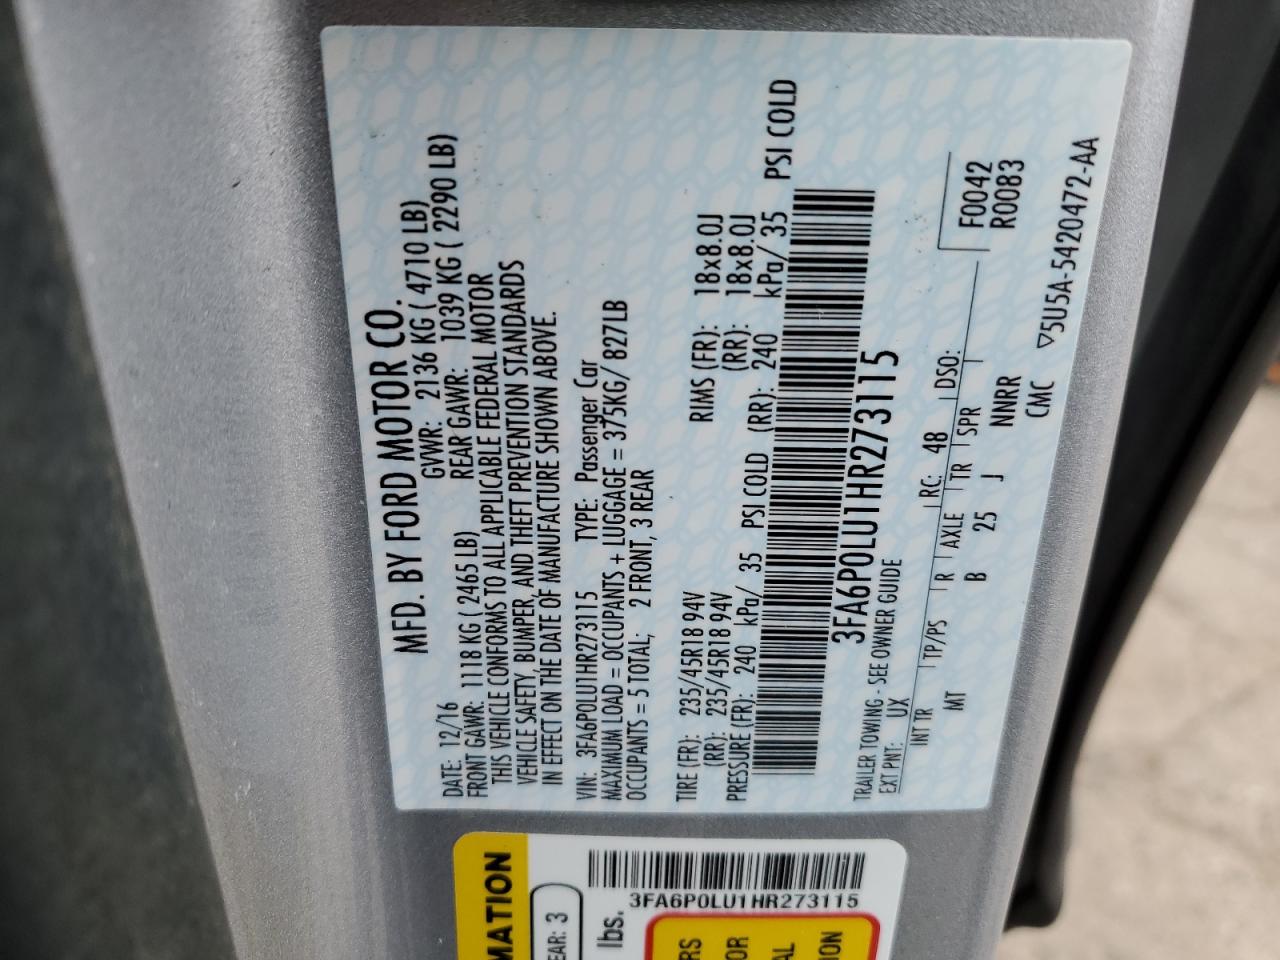 MFD. BY FORD MOTOR CO.
DATE: 12/16 GVWR: 2136 KG ( 4710 LB)
FRONT GAWR: 1118 KG ( 2465 LB) REAR GAWR: 1039 KG ( 2290 LB)
THIS VEHICLE CONFORMS TO ALL APPLICABLE FEDERAL MOTOR
VEHICLE SAFETY, BUMPER, AND THEFT PREVENTION STANDARDS
IN EFFECT ON THE DATE OF MANUFACTURE SHOWN ABOVE.
VIN: 3FA6P0LU1HR273115 TYPE: Passenger Car
MAXIMUM LOAD = OCCUPANTS + LUGGAGE = 375KG/ 827LB
OCCUPANTS = 5 TOTAL; 2 FRONT, 3 REAR
TIRE (FR): 235/45R18 94V RIMS (FR): 18x8.0J
(RR): 235/45R18 94V (RR): 18x8.0J
PRESSURE (FR): 240 kPa/ 35 PSI COLD (RR): 240 kPa/ 35 PSI COLD
3FA6P0LU1HR273115
TRAILER TOWING - SEE OWNER GUIDE
EXT PNT: UX RC: 48 DSO: F0042
INT TR TP/PS R AXLE TR SPR R0083
MT B 25 J NNRR
CMC ▽5U5A-5420472-AA
MATION
EAR: 3
lbs.
3FA6P0LU1HR273115
RS
OR
AL
ION